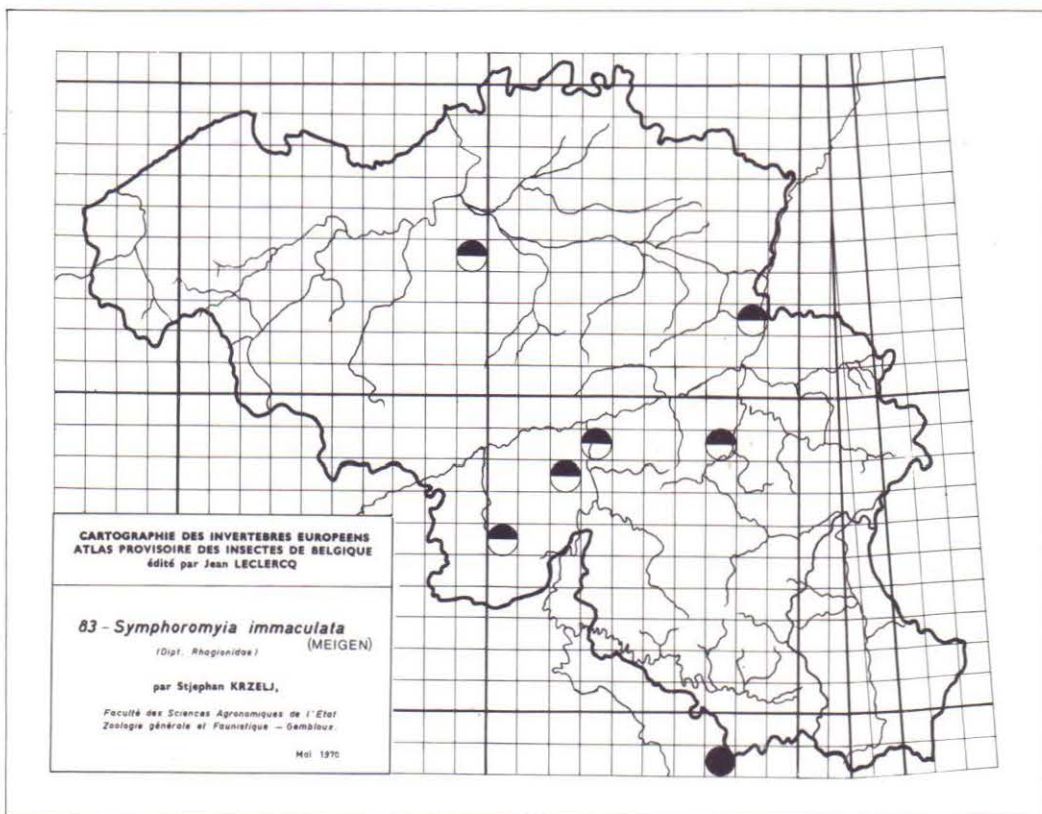 CARTOGRAPHIE DES INVERTEBRES EUROPEENS
ATLAS PROVISOIRE DES INSECTES DE BELGIQUE
édité par Jean LECLERCQ
83 - Symphoromyia immaculata
(MEIGEN)
(Dipt. Rhagionidae)
par Stjephan KRZELJ,
Faculté des Sciences Agronomiques de l'Etat
Zoologie générale et Faunistique - Gembloux.
Mai 1970